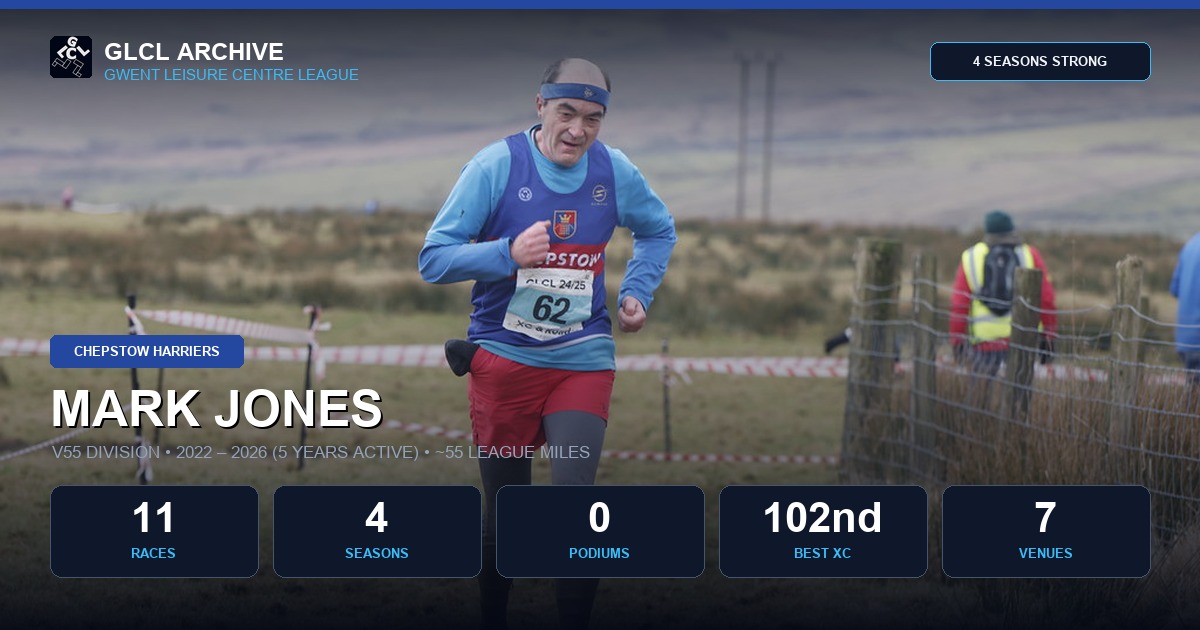 GLCL ARCHIVE
GWENT LEISURE CENTRE LEAGUE
4 SEASONS STRONG
GLCL 24/25
62
CHEPSTOW HARRIERS
MARK JONES
V55 DIVISION • 2022 – 2026 (5 YEARS ACTIVE) • ~55 LEAGUE MILES
11
RACES
4
SEASONS
0
PODIUMS
102nd
BEST XC
7
VENUES